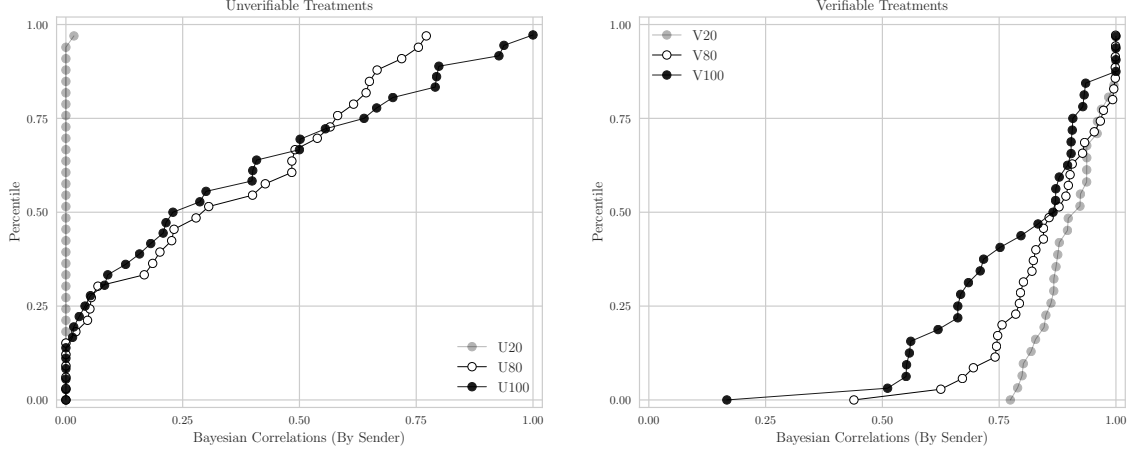 Unverifiable Treatments
1.00
0.75
0.50
0.25
0.00
Percentile
U20
U80
U100
0.00 0.25 0.50 0.75 1.00
Bayesian Correlations (By Sender)
Verifiable Treatments
V20
V80
V100
1.00
0.75
0.50
0.25
0.00
Percentile
0.00 0.25 0.50 0.75 1.00
Bayesian Correlations (By Sender)